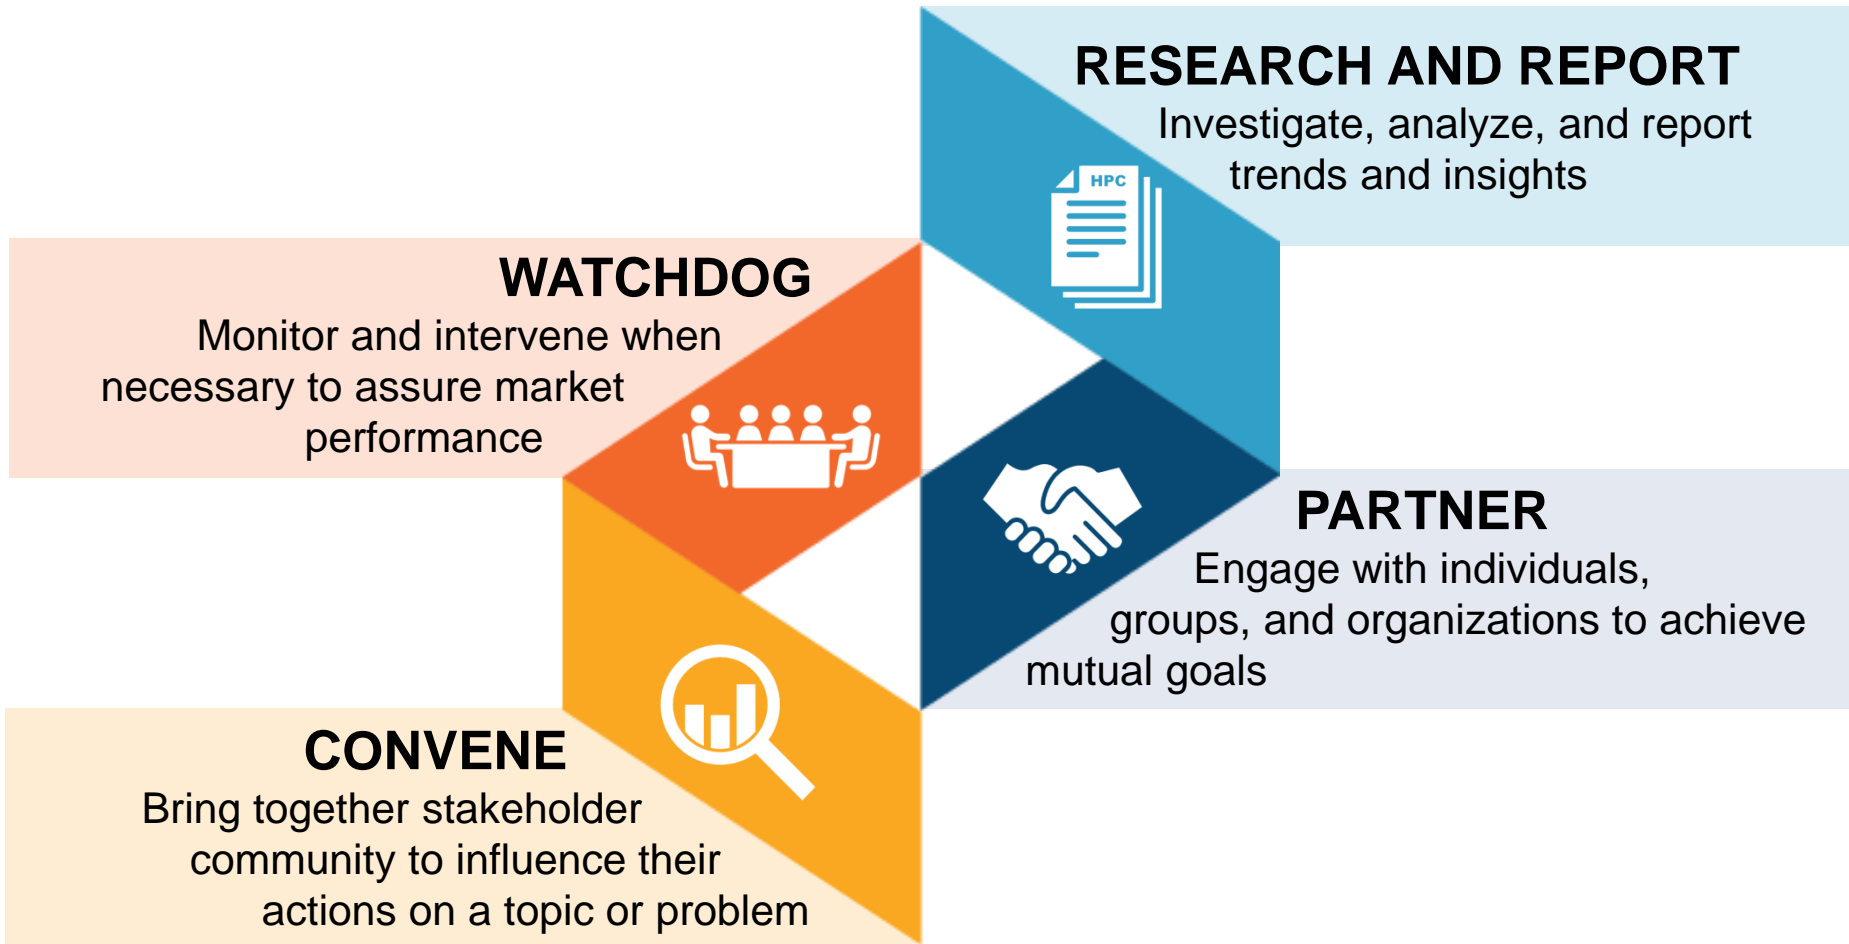 RESEARCH AND REPORT
Investigate, analyze, and report
trends and insights
HPC
WATCHDOG
Monitor and intervene when
necessary to assure market
performance
PARTNER
Engage with individuals,
groups, and organizations to achieve
mutual goals
CONVENE
Bring together stakeholder
community to influence their
actions on a topic or problem